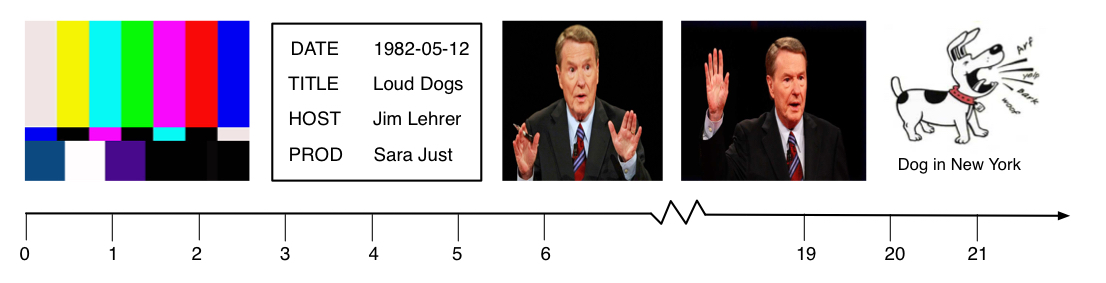 DATE 1982-05-12
TITLE Loud Dogs
HOST Jim Lehrer
PROD Sara Just
Arf
yelp
Bark
woof
Dog in New York
0 1 2 3 4 5 6 19 20 21